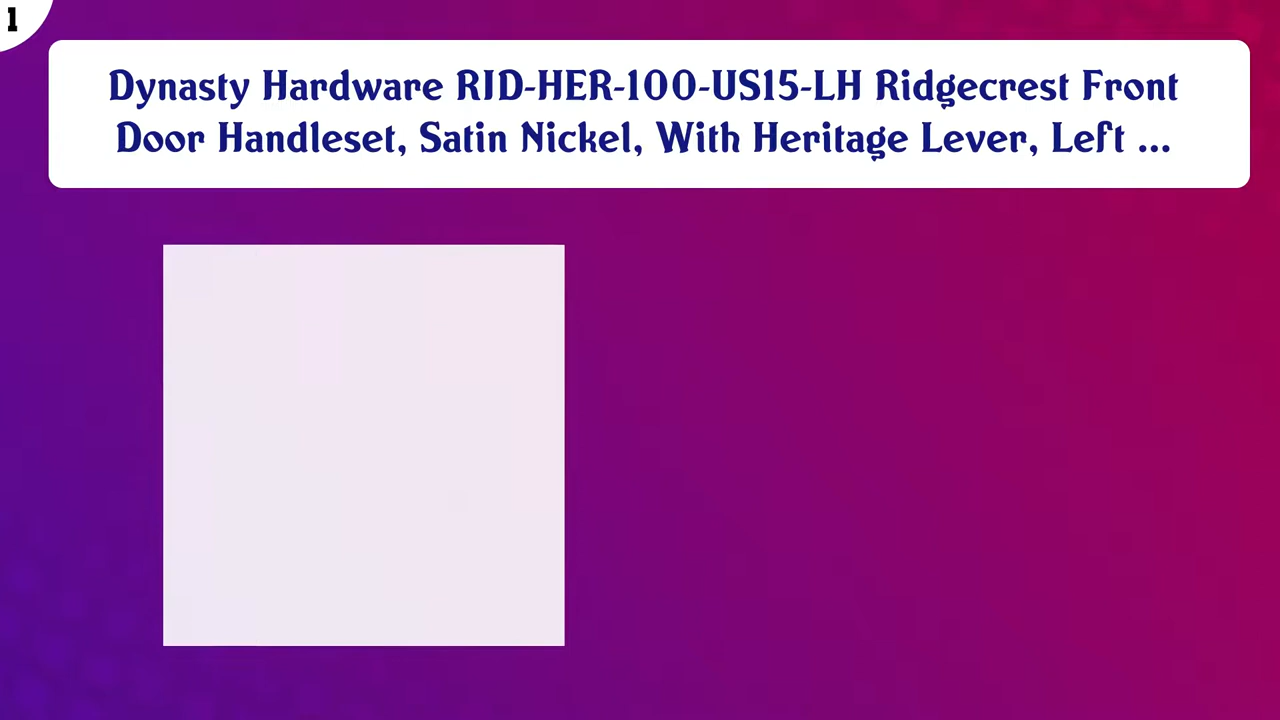 1
Dynasty Hardware RID-HER-100-US15-LH Ridgecrest Front
Door Handleset, Satin Nickel, With Heritage Lever, Left ...